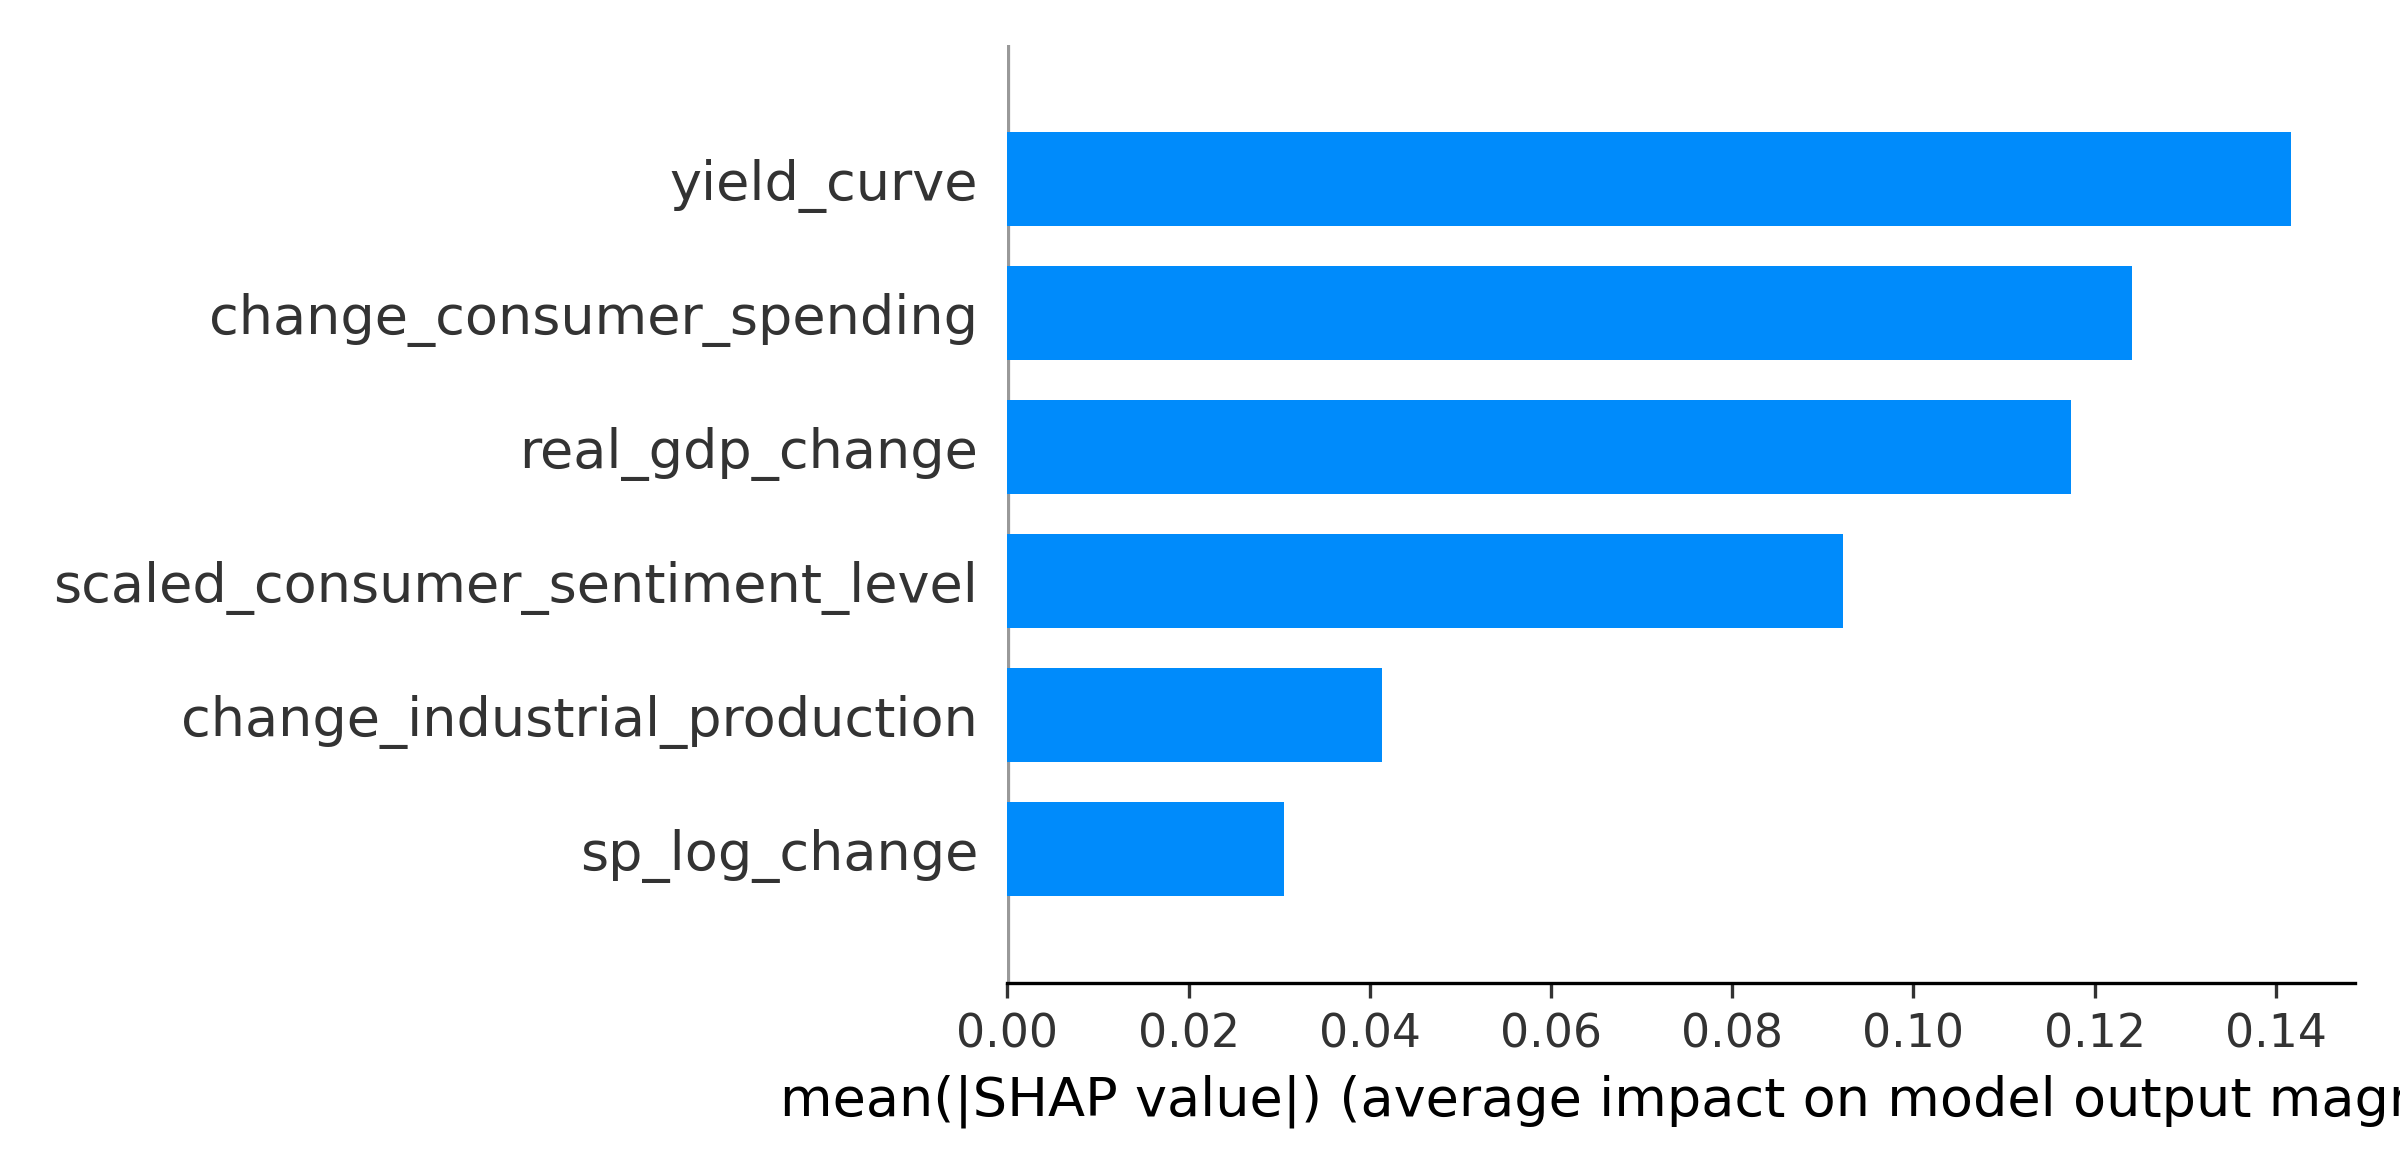 yield_curve
change_consumer_spending
real_gdp_change
scaled_consumer_sentiment_level
change_industrial_production
sp_log_change
0.00 0.02 0.04 0.06 0.08 0.10 0.12 0.14
mean(|SHAP value|) (average impact on model output magn